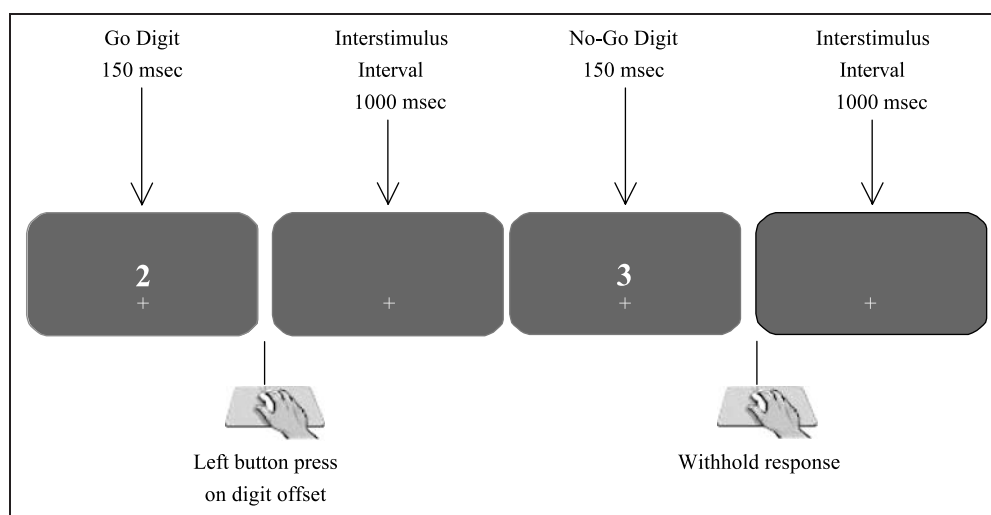 Go Digit
150 msec
Interstimulus
Interval
1000 msec
No-Go Digit
150 msec
Interstimulus
Interval
1000 msec
2
3
Left button press
on digit offset
Withhold response